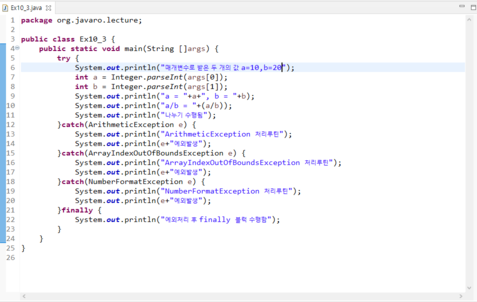 Ex10_3.java
1 package org.javaro.lecture;
2
3 public class Ex10_3 {
4 public static void main(String []args) {
5 try {
6 System.out.println("매개변수로 받은 두 개의 값 a=10,b=20");
7 int a = Integer.parseInt(args[0]);
8 int b = Integer.parseInt(args[1]);
9 System.out.println("a = "+a+", b = "+b);
10 System.out.println("a/b = "+(a/b));
11 System.out.println("나누기 수행됨");
12 }catch(ArithmeticException e) {
13 System.out.println("ArithmeticException 처리루틴");
14 System.out.println(e+"예외발생");
15 }catch(ArrayIndexOutOfBoundsException e) {
16 System.out.println("ArrayIndexOutOfBoundsException 처리루틴");
17 System.out.println(e+"예외발생");
18 }catch(NumberFormatException e) {
19 System.out.println("NumberFormatException 처리루틴");
20 System.out.println(e+"예외발생");
21 }finally {
22 System.out.println("예외처리 후 finally 블럭 수행함");
23 }
24 }
25 }
26